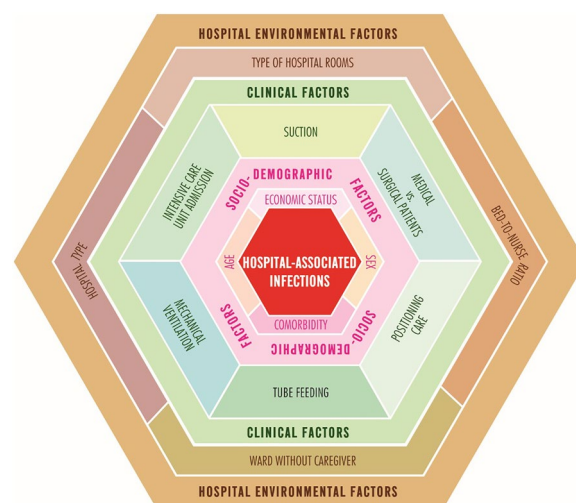 HOSPITAL ENVIRONMENTAL FACTORS
TYPE OF HOSPITAL ROOMS
CLINICAL FACTORS
SUCTION
INTENSIVE CARE
UNIT ADMISSION
MEDICAL
VS.
SURGICAL PATIENTS
SOCIO-
DEMOGRAPHIC
FACTORS
ECONOMIC STATUS
HOSPITAL TYPE
AGE
HOSPITAL-ASSOCIATED
INFECTIONS
SEX
BED-TO-NURSE RATIO
MECHANICAL
VENTILATION
COMORBIDITY
SOCIO-
DEMOGRAPHIC
FACTORS
POSITIONING
CARE
TUBE FEEDING
CLINICAL FACTORS
WARD WITHOUT CAREGIVER
HOSPITAL ENVIRONMENTAL FACTORS